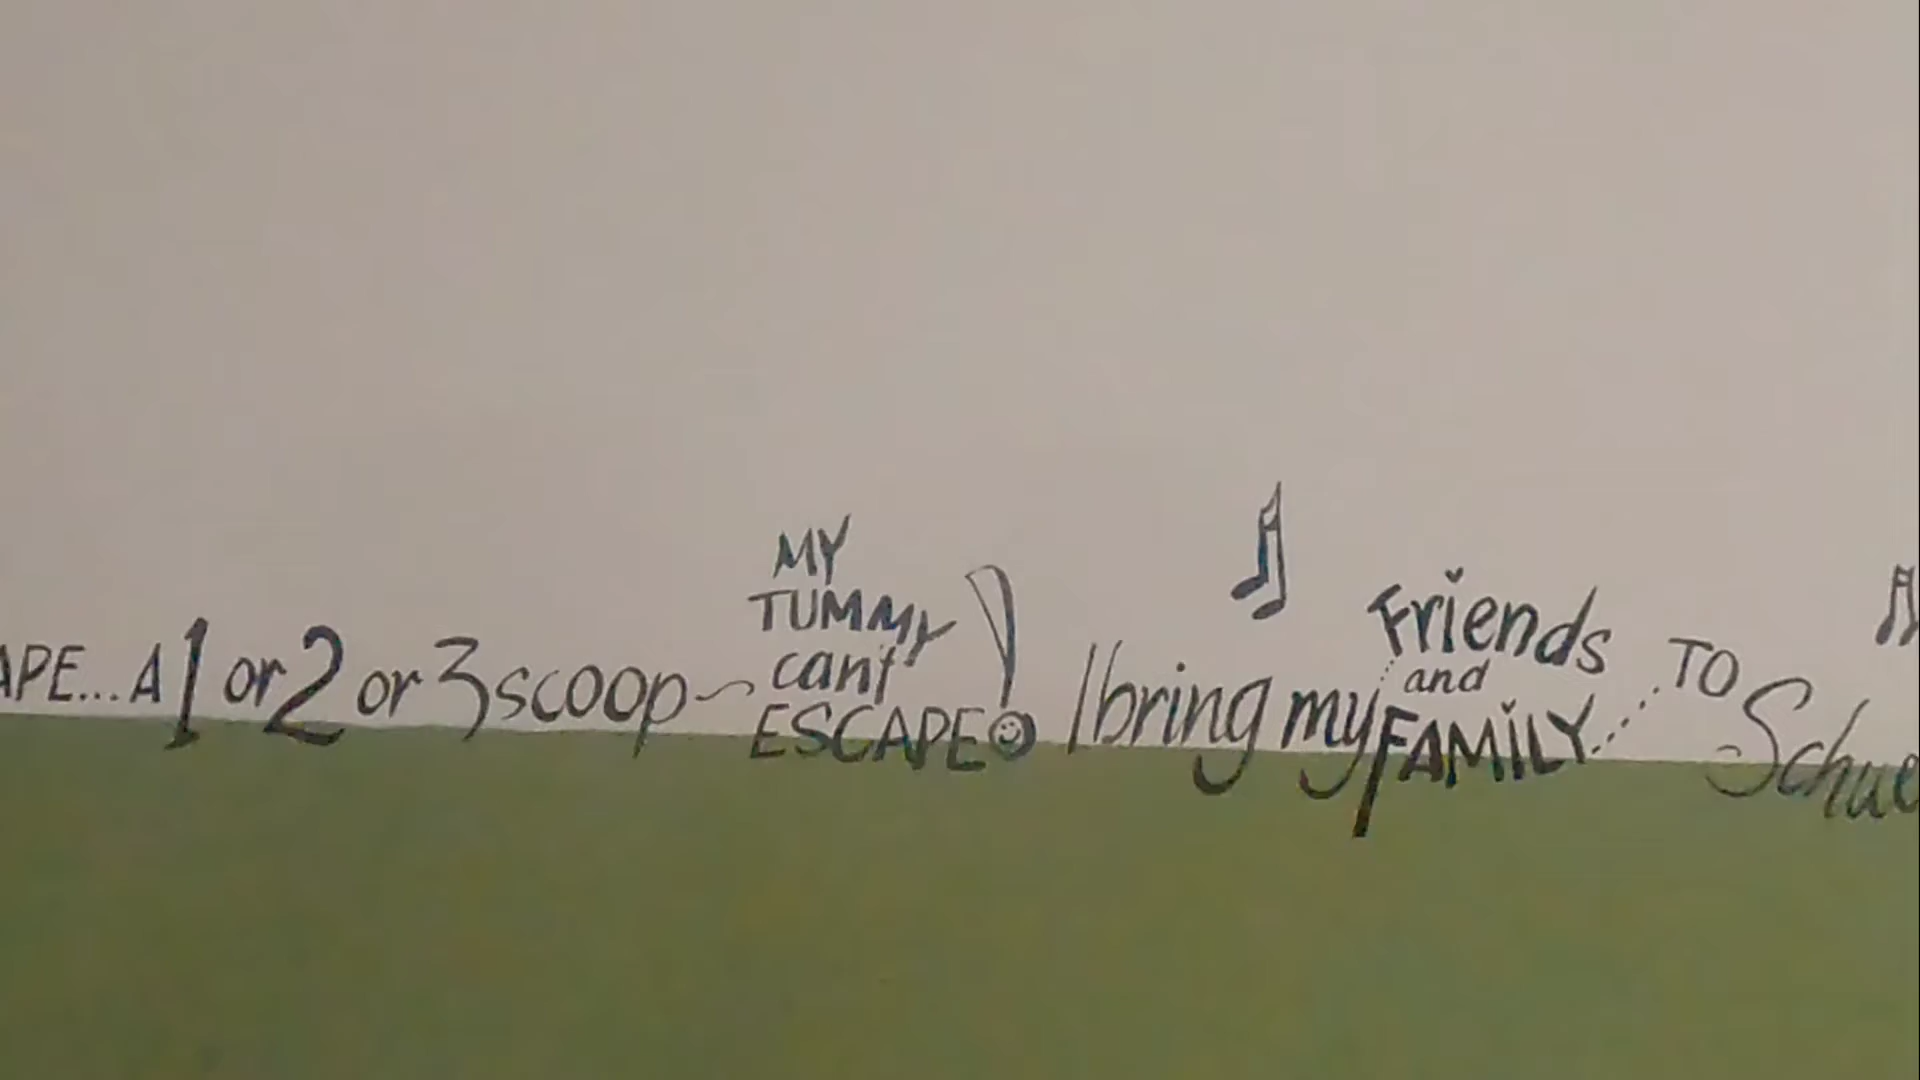 APE... A 1 or 2 or 3 scoop~
MY
TUMMY
can't
ESCAPE!
I bring my
Friends
and
FAMiLY
TO
Schue